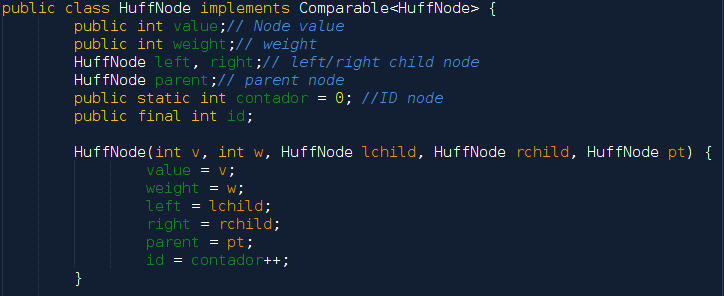 public class HuffNode implements Comparable<HuffNode> {
public int value;// Node value
public int weight;// weight
HuffNode left, right;// left/right child node
HuffNode parent;// parent node
public static int contador = 0; //ID node
public final int id;
HuffNode(int v, int w, HuffNode lchild, HuffNode rchild, HuffNode pt) {
value = v;
weight = w;
left = lchild;
right = rchild;
parent = pt;
id = contador++;
}